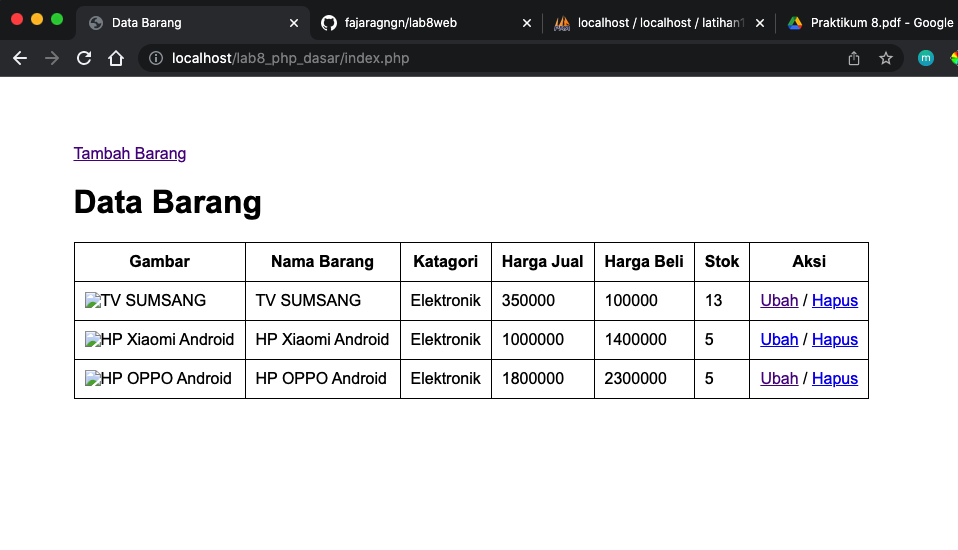 Data Barang
fajaragngn/lab8web
localhost / localhost / latihan1
Praktikum 8.pdf - Google
localhost/lab8_php_dasar/index.php
m
Tambah Barang
Data Barang
Gambar Nama Barang Katagori Harga Jual Harga Beli Stok Aksi
TV SUMSANG TV SUMSANG Elektronik 350000 100000 13 Ubah / Hapus
HP Xiaomi Android HP Xiaomi Android Elektronik 1000000 1400000 5 Ubah / Hapus
HP OPPO Android HP OPPO Android Elektronik 1800000 2300000 5 Ubah / Hapus